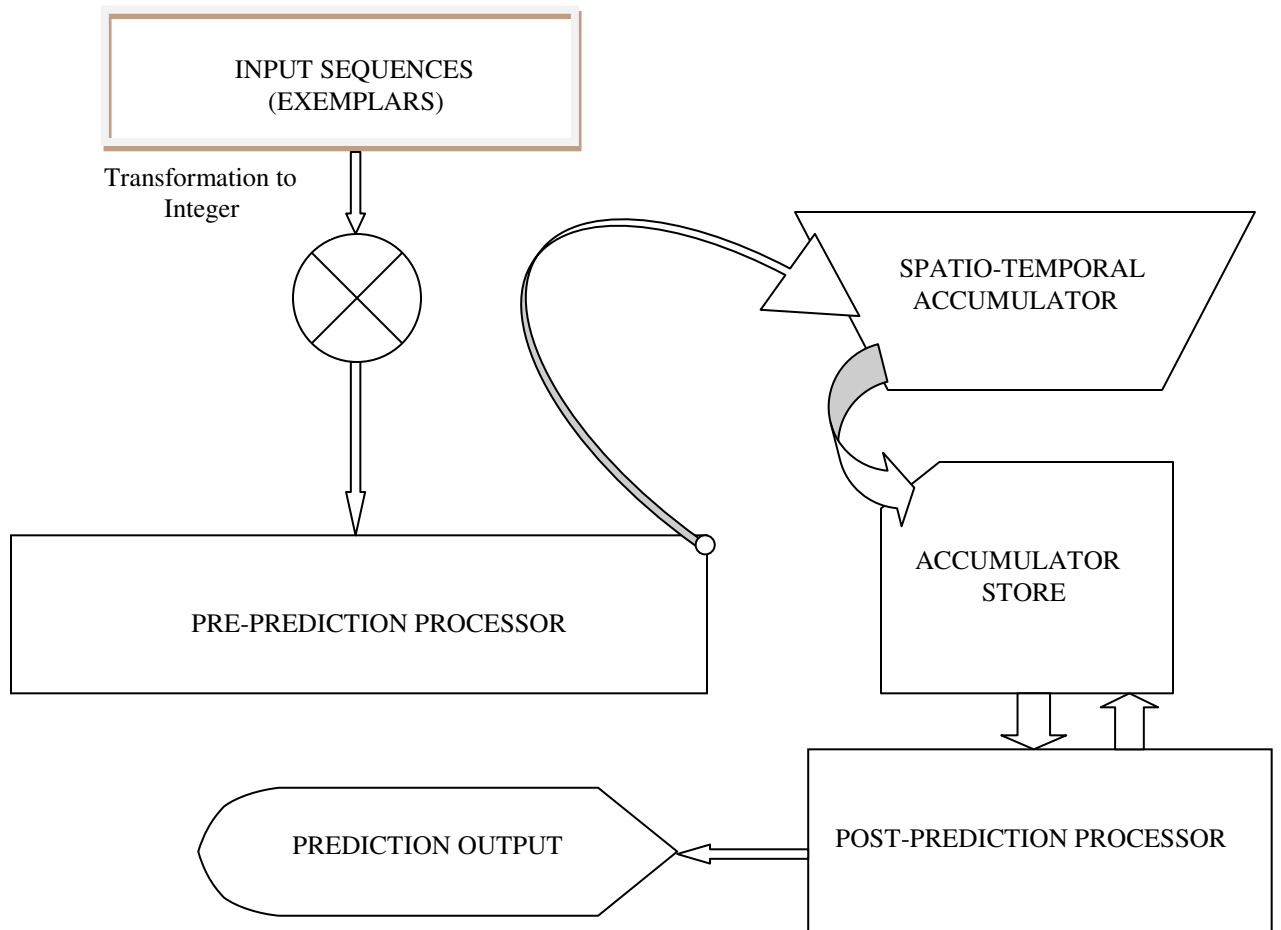 INPUT SEQUENCES
(EXEMPLARS)
Transformation to
Integer
SPATIO-TEMPORAL
ACCUMULATOR
ACCUMULATOR
STORE
PRE-PREDICTION PROCESSOR
POST-PREDICTION PROCESSOR
PREDICTION OUTPUT